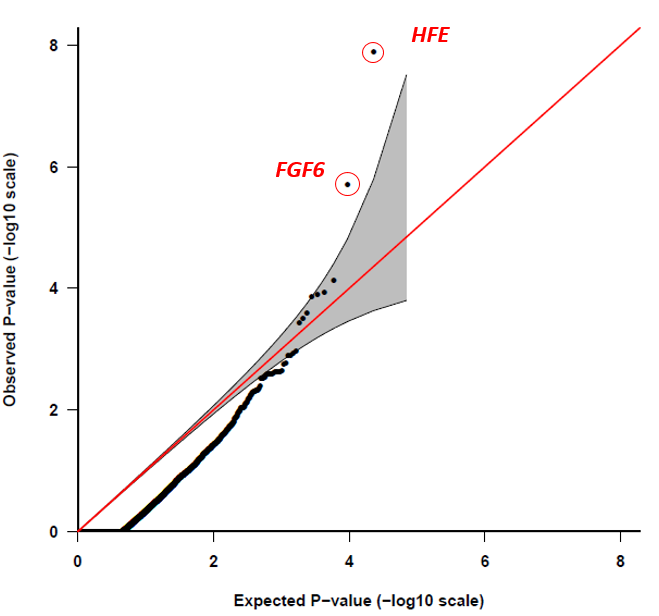 HFE
8
FGF6
6
4
2
0
0 2 4 6 8
Observed P−value (−log10 scale)
Expected P−value (−log10 scale)